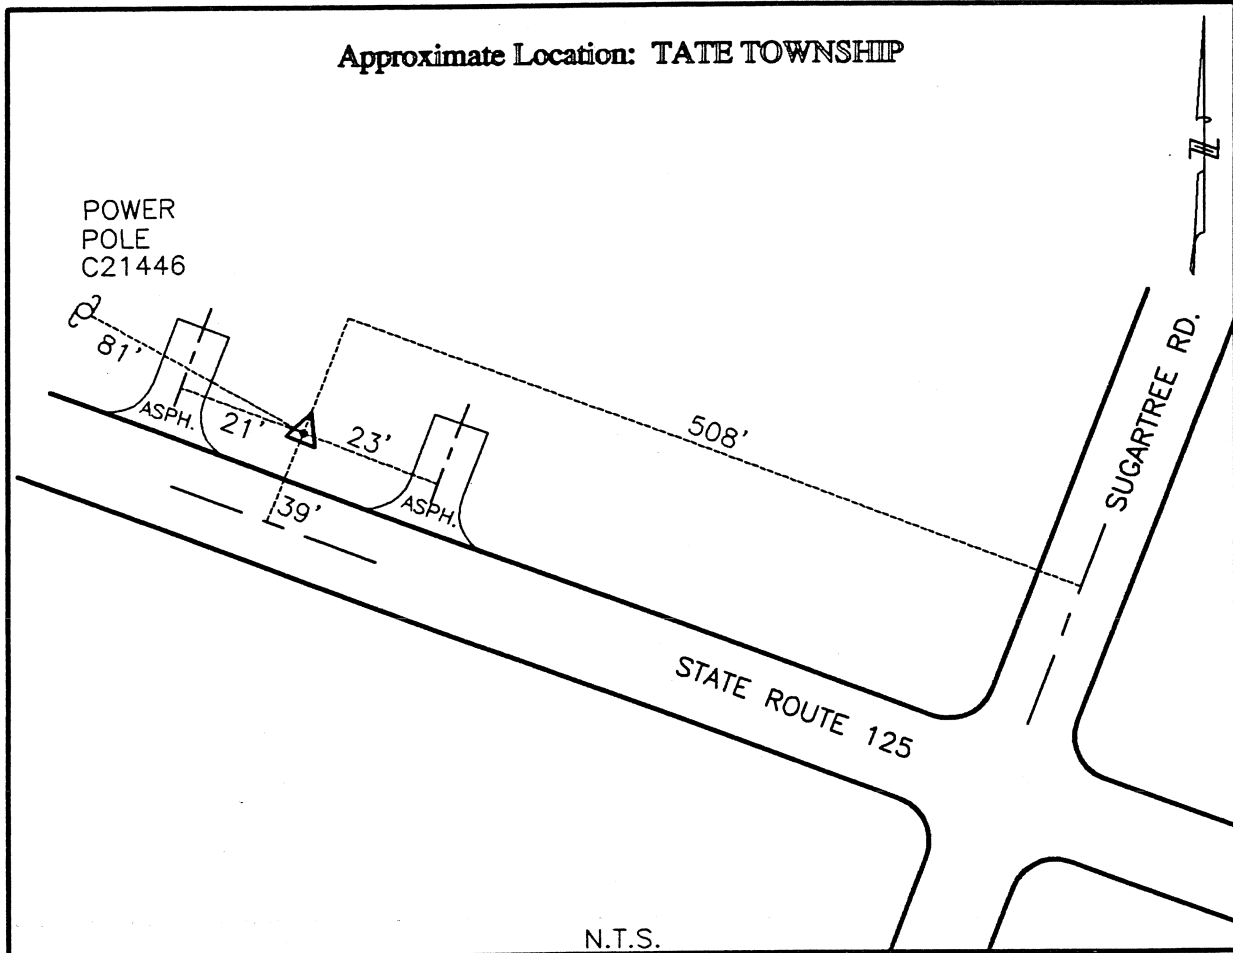 Approximate Location: TATE TOWNSHIP
N
POWER
POLE
C21446
81'
ASPH.
21'
23'
39'
ASPH.
508'
SUGARTREE RD.
STATE ROUTE 125
N.T.S.